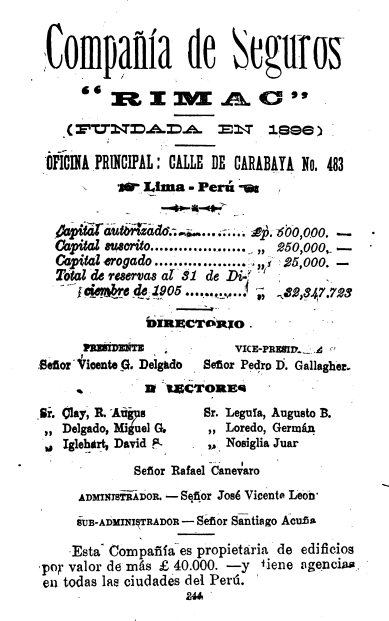 Compañía de Seguros
“RIMAC”
(FUNDADA EN 1896)
OFICINA PRINCIPAL: CALLE DE CARABAYA No. 483
Lima - Perú
Capital autorizado............... £p. 500,000. —
Capital suscrito..................... „ 250,000, —
Capital erogado.................... „ 25,000. —
Total de reservas al 31 de Di-
ciembre de 1905 ............. „ 32,347.723
DIRECTORIO
PRESIDENTE VICE-PRESID
Señor Vicente G. Delgado Señor Pedro D. Gallagher.
D RECTORES
Sr. Clay, R. Angus Sr. Leguía, Augusto B.
„ Delgado, Miguel G. „ Loredo, Germán
„ Iglehart, David „ Nosiglia Juan
Señor Rafael Canevaro
ADMINISTRADOR. — Señor José Vicente Leon
SUB-ADMINISTRADOR — Señor Santiago Acuña
Esta Compañía es propietaria de edificios
por valor de más £ 40.000. — y tiene agencias
en todas las ciudades del Perú.
244